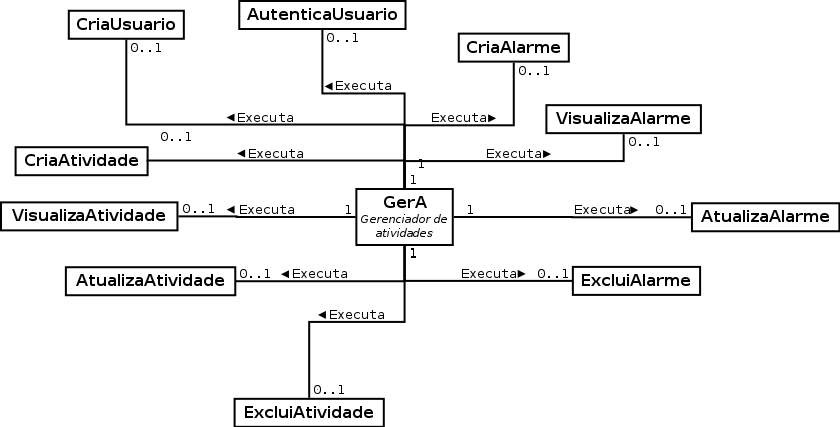 AutenticaUsuario
CriaUsuario
0..1
0..1
CriaAlarme
0..1
◄Executa
◄Executa
Executa►
VisualizaAlarme
0..1
0..1
CriaAtividade
◄Executa
Executa►
1
1
VisualizaAtividade
0..1
◄Executa
1
GerA
Gerenciador de
atividades
1
Executa►
0..1
AtualizaAlarme
1
AtualizaAtividade
0..1
◄Executa
Executa►
0..1
ExcluiAlarme
◄Executa
0..1
ExcluiAtividade